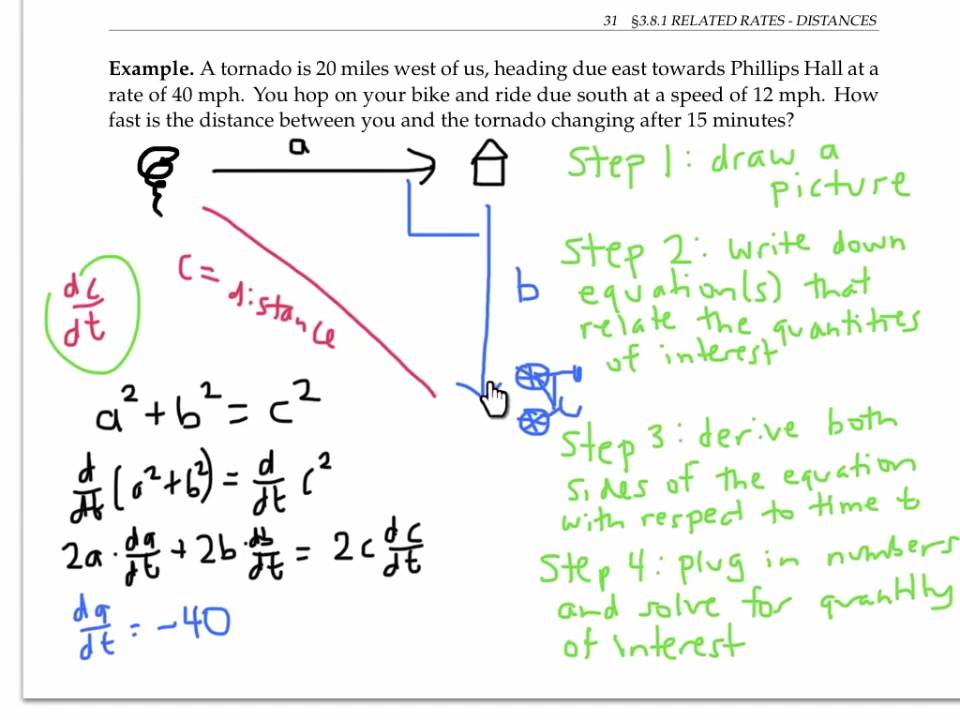 31 §3.8.1 RELATED RATES - DISTANCES
Example. A tornado is 20 miles west of us, heading due east towards Phillips Hall at a
rate of 40 mph. You hop on your bike and ride due south at a speed of 12 mph. How
fast is the distance between you and the tornado changing after 15 minutes?
a
b
c = distance
dc/dt
a² + b² = c²
d/dt (a² + b²) = d/dt c²
2a · da/dt + 2b · db/dt = 2c dc/dt
da/dt = -40
Step 1: draw a
picture
Step 2: write down
equation(s) that
relate the quantities
of interest
Step 3: derive both
sides of the equation
with respect to time t
Step 4: plug in numbers
and solve for quantity
of interest